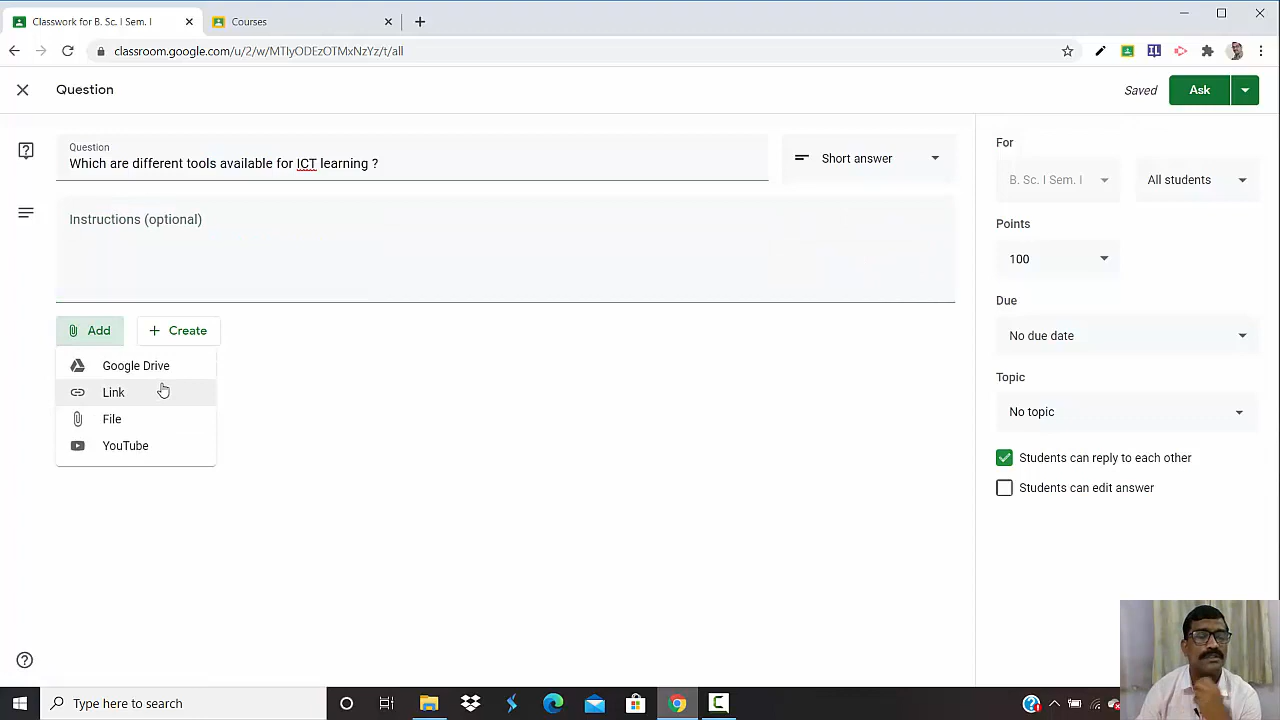 Classwork for B. Sc. I Sem. I
Courses
classroom.google.com/u/2/w/MTIyODEzOTMxNzYz/t/all
IL
Question
Saved
Ask
Question
Which are different tools available for ICT learning ?
Short answer
Instructions (optional)
Add
Create
Google Drive
Link
File
YouTube
For
B. Sc. I Sem. I
All students
Points
100
Due
No due date
Topic
No topic
Students can reply to each other
Students can edit answer
Type here to search